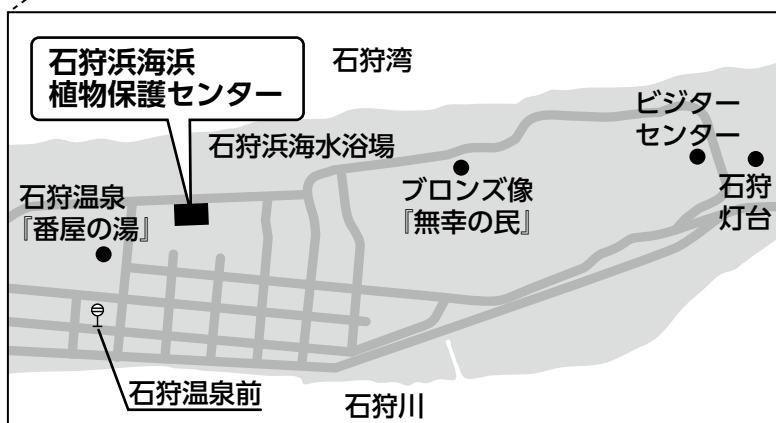 石狩浜海浜
植物保護センター
石狩湾
ビジター
センター
石狩浜海水浴場
石狩温泉
『番屋の湯』
ブロンズ像
『無幸の民』
石狩
灯台
石狩温泉前
石狩川